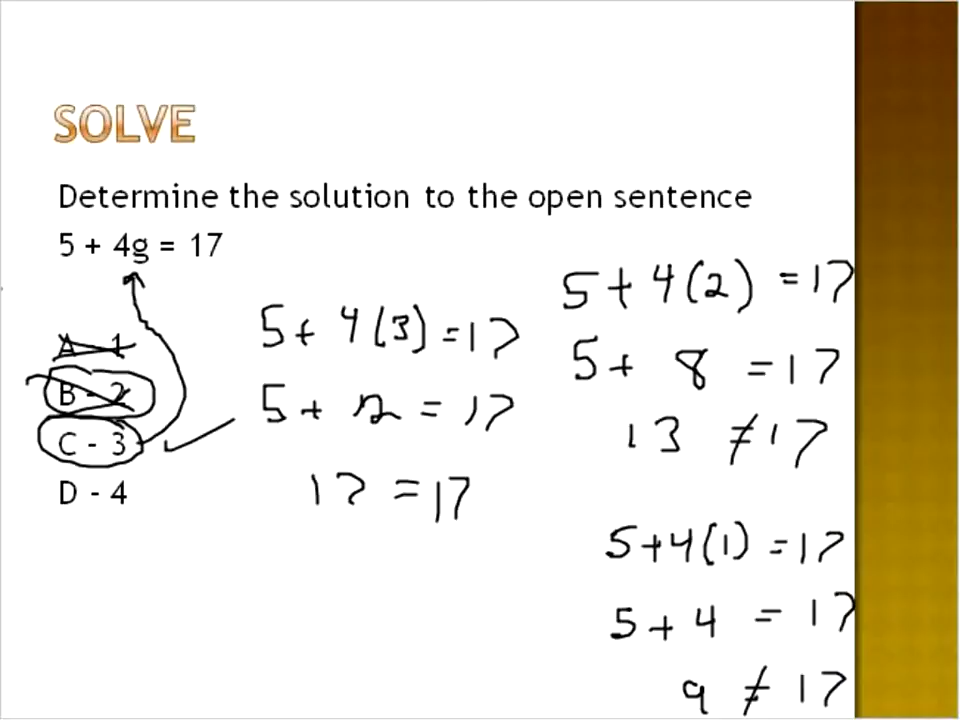 SOLVE
Determine the solution to the open sentence
5 + 4g = 17
A - 1
B - 2
C - 3
D - 4
5 + 4(3) = 17
5 + 12 = 17
17 = 17
5 + 4(2) = 17
5 + 8 = 17
13 ≠ 17
5 + 4(1) = 17
5 + 4 = 17
9 ≠ 17